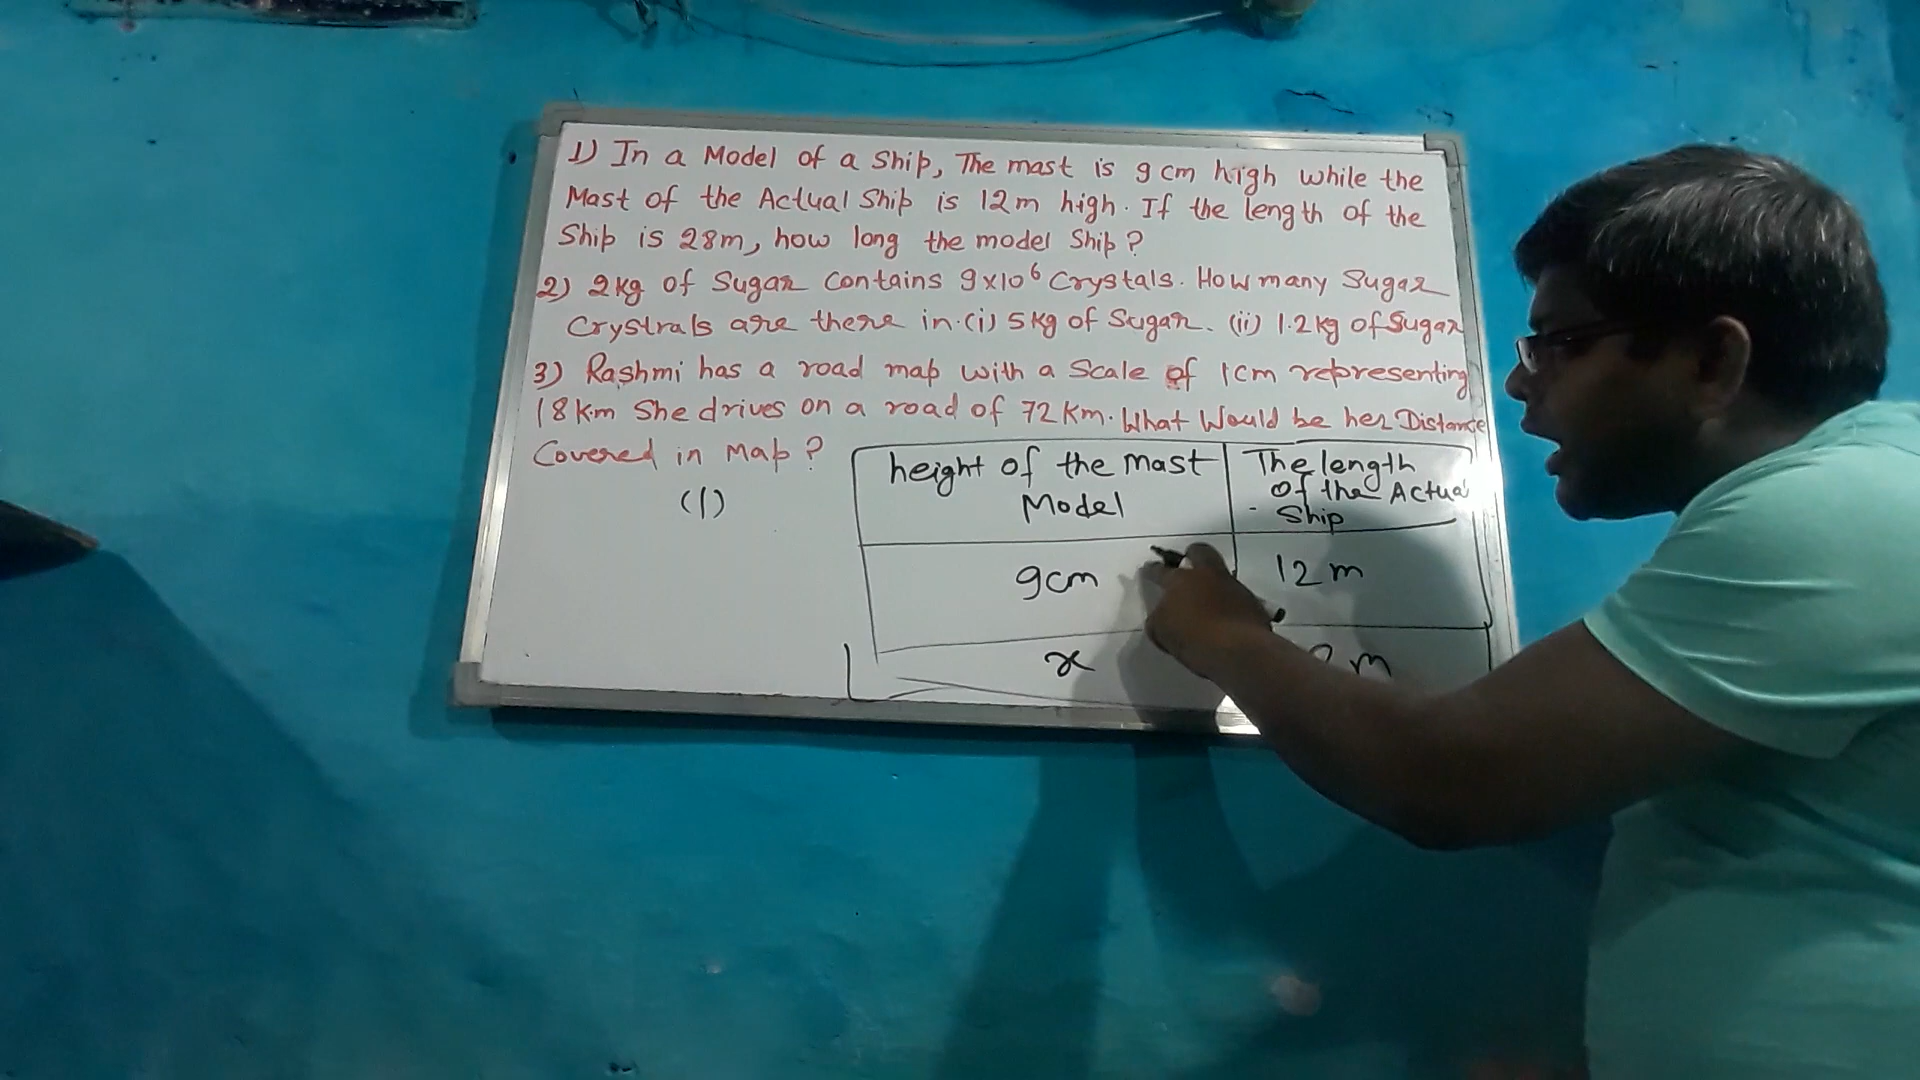 1) In a Model of a Ship, The mast is 9 cm high while the
Mast of the Actual Ship is 12 m high. If the length of the
Ship is 28m, how long the model Ship?
2) 2kg of Sugar Contains 9x10⁶ Crystals. How many Sugar
Crystrals are there in.(i) 5kg of Sugar. (ii) 1.2kg of Sugar
3) Rashmi has a road map with a Scale of 1cm representing
18 Km She drives on a road of 72 Km. What Would be her Distance
Covered in Map?
(1)
height of the mast
Model
The length
Of the Actual
Ship
9cm
12 m
x
m